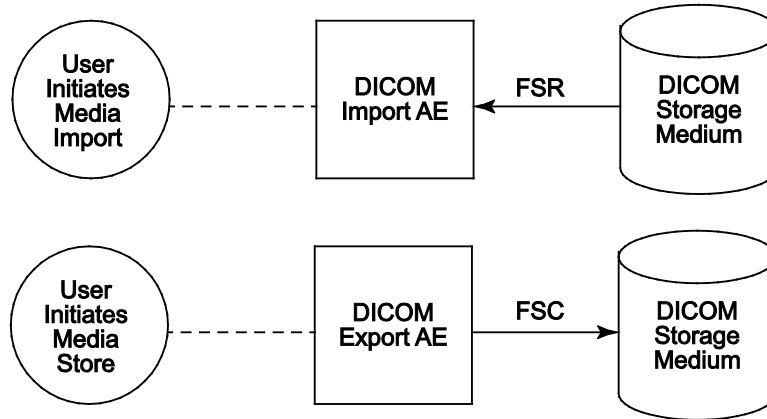 User
Initiates
Media
Import
DICOM
Import AE
FSR
DICOM
Storage
Medium
User
Initiates
Media
Store
DICOM
Export AE
FSC
DICOM
Storage
Medium